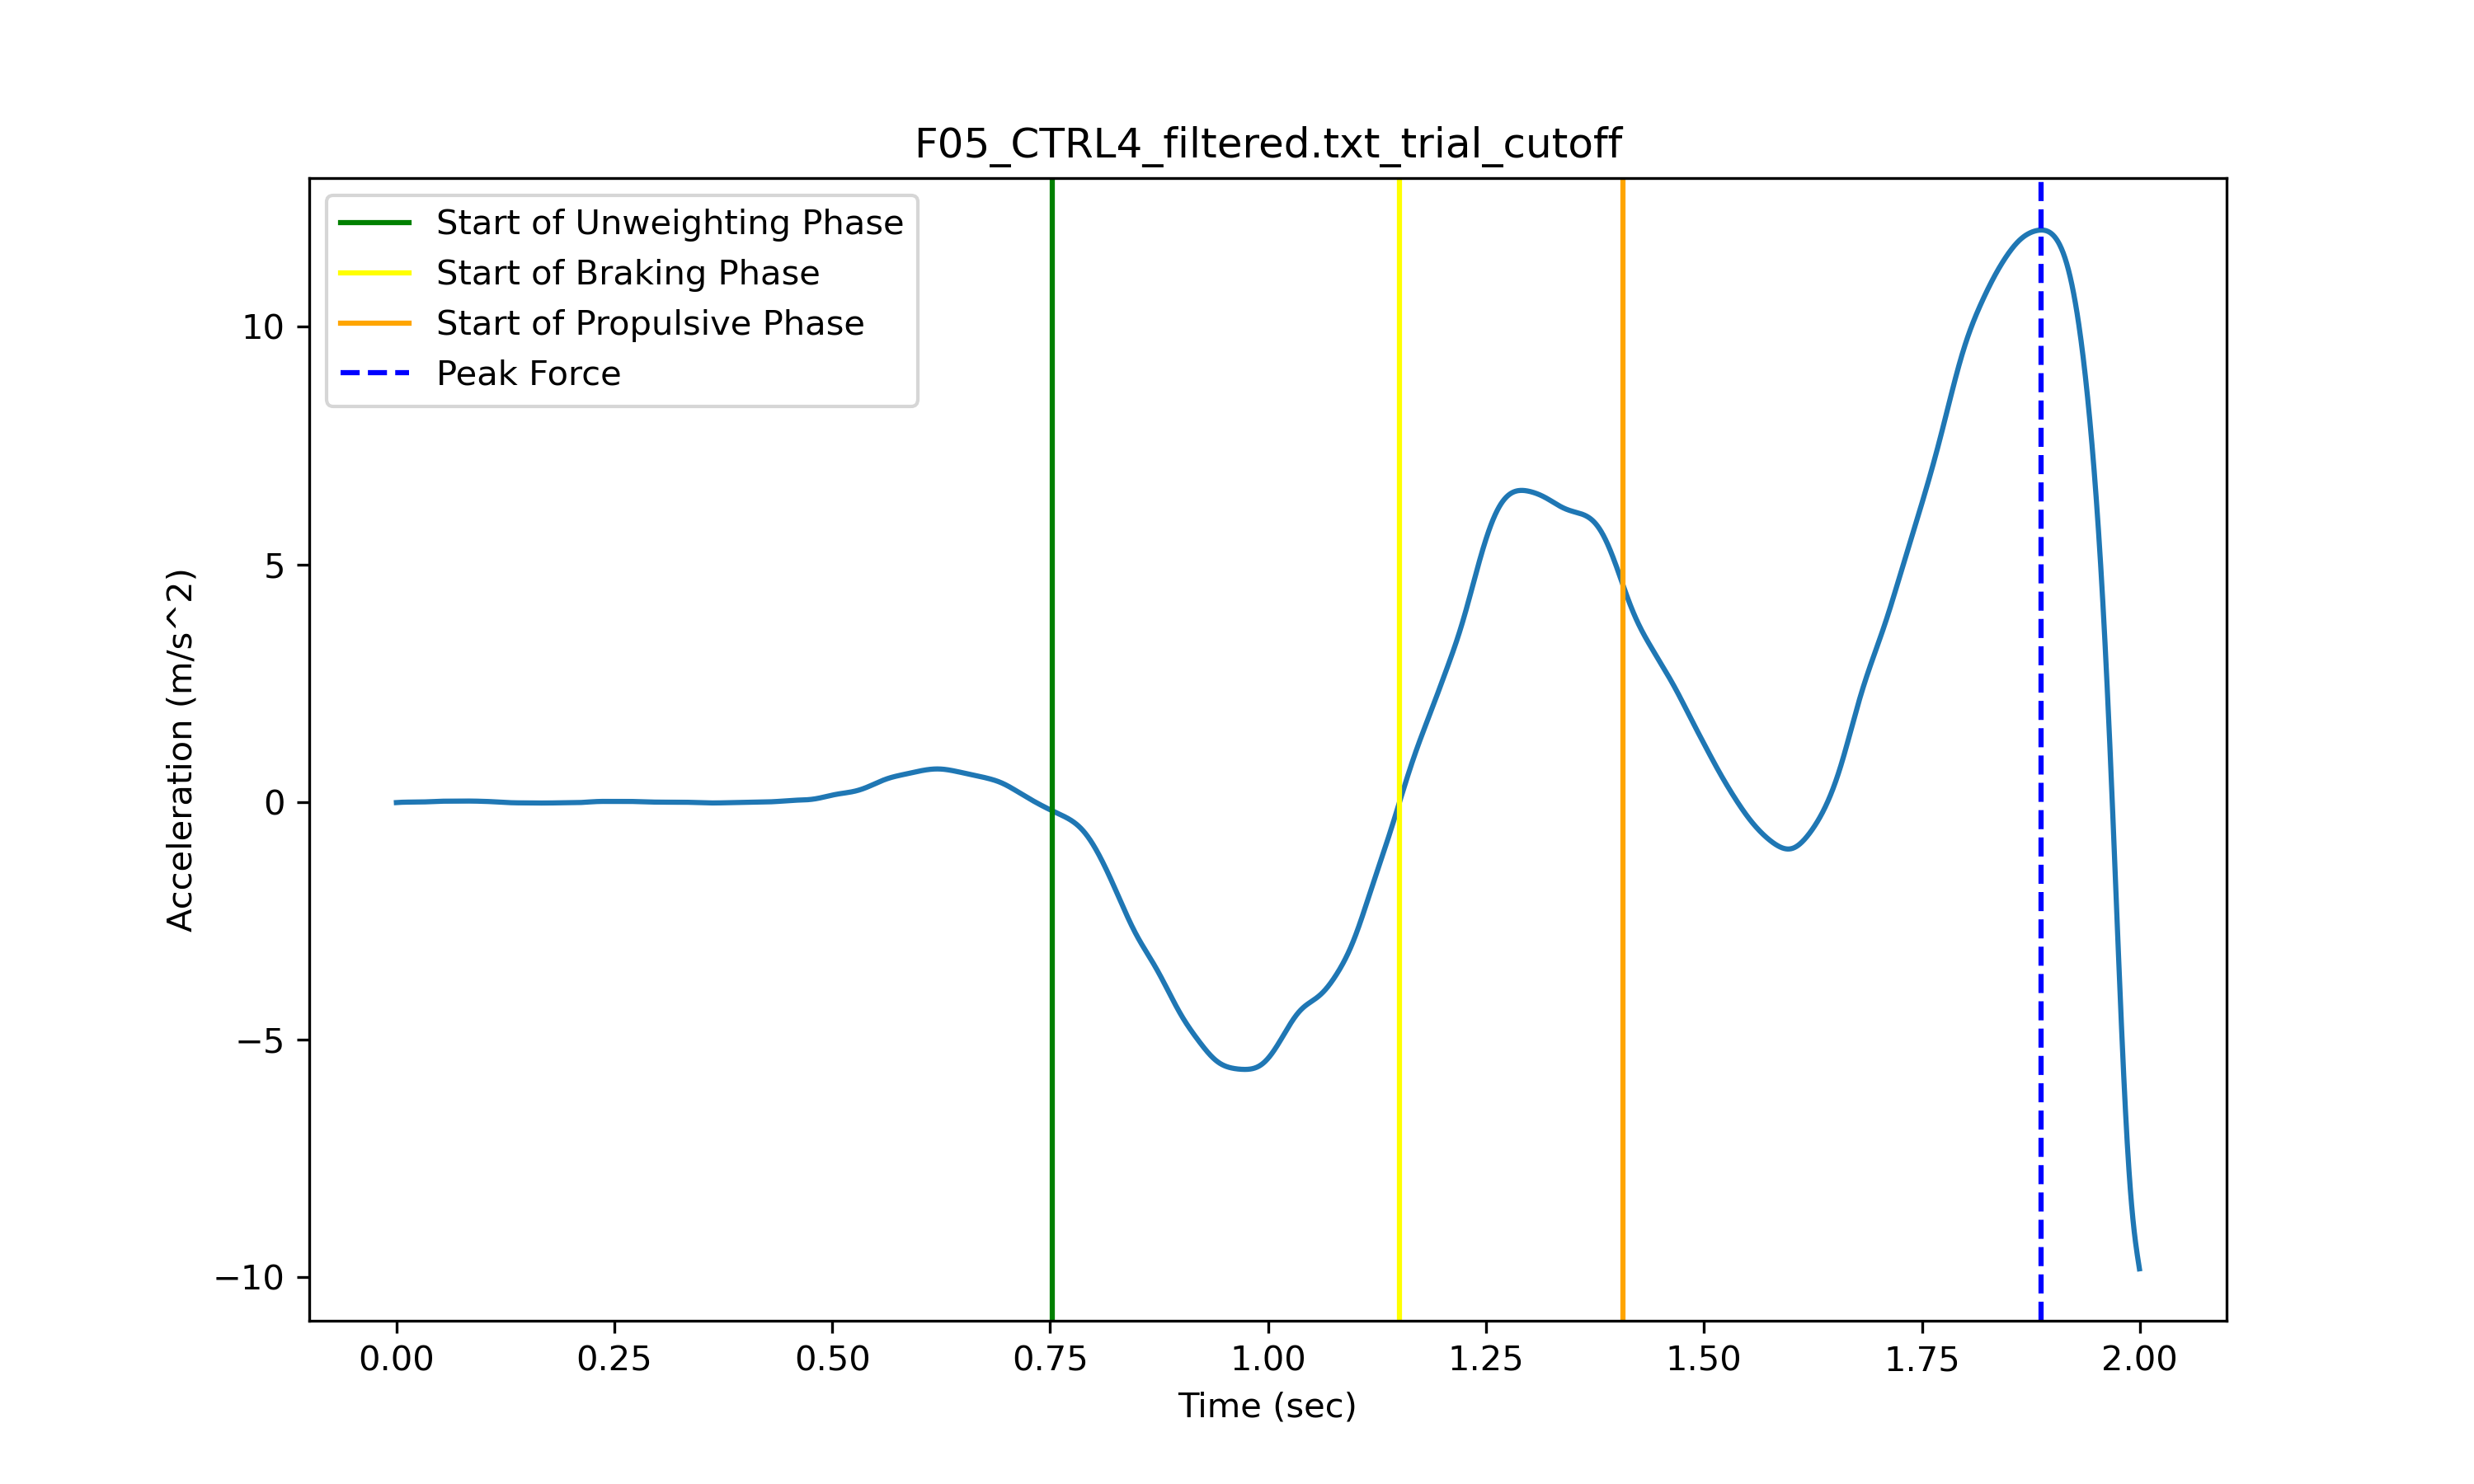 F05_CTRL4_filtered.txt_trial_cutoff
Start of Unweighting Phase
Start of Braking Phase
Start of Propulsive Phase
Peak Force
10
5
0
−5
−10
Acceleration (m/s^2)
0.00 0.25 0.50 0.75 1.00 1.25 1.50 1.75 2.00
Time (sec)